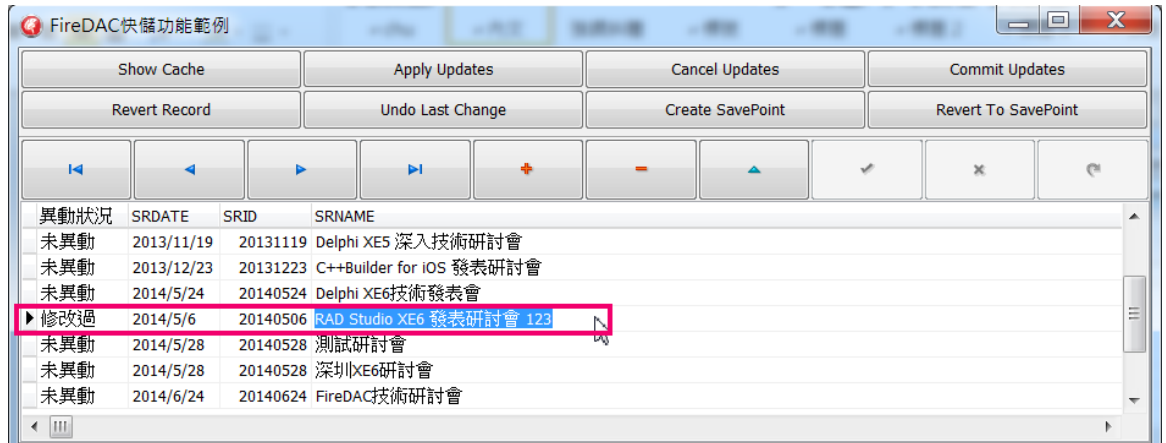 FireDAC快儲功能範例
Show Cache Apply Updates Cancel Updates Commit Updates
Revert Record Undo Last Change Create SavePoint Revert To SavePoint
異動狀況 SRDATE SRID SRNAME
未異動 2013/11/19 20131119 Delphi XE5 深入技術研討會
未異動 2013/12/23 20131223 C++Builder for iOS 發表研討會
未異動 2014/5/24 20140524 Delphi XE6技術發表會
修改過 2014/5/6 20140506 RAD Studio XE6 發表研討會 123
未異動 2014/5/28 20140528 測試研討會
未異動 2014/5/28 20140528 深圳XE6研討會
未異動 2014/6/24 20140624 FireDAC技術研討會